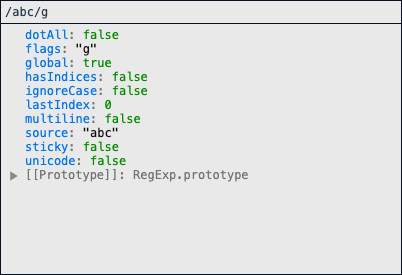 /abc/g
dotAll: false
flags: "g"
global: true
hasIndices: false
ignoreCase: false
lastIndex: 0
multiline: false
source: "abc"
sticky: false
unicode: false
▶ [[Prototype]]: RegExp.prototype